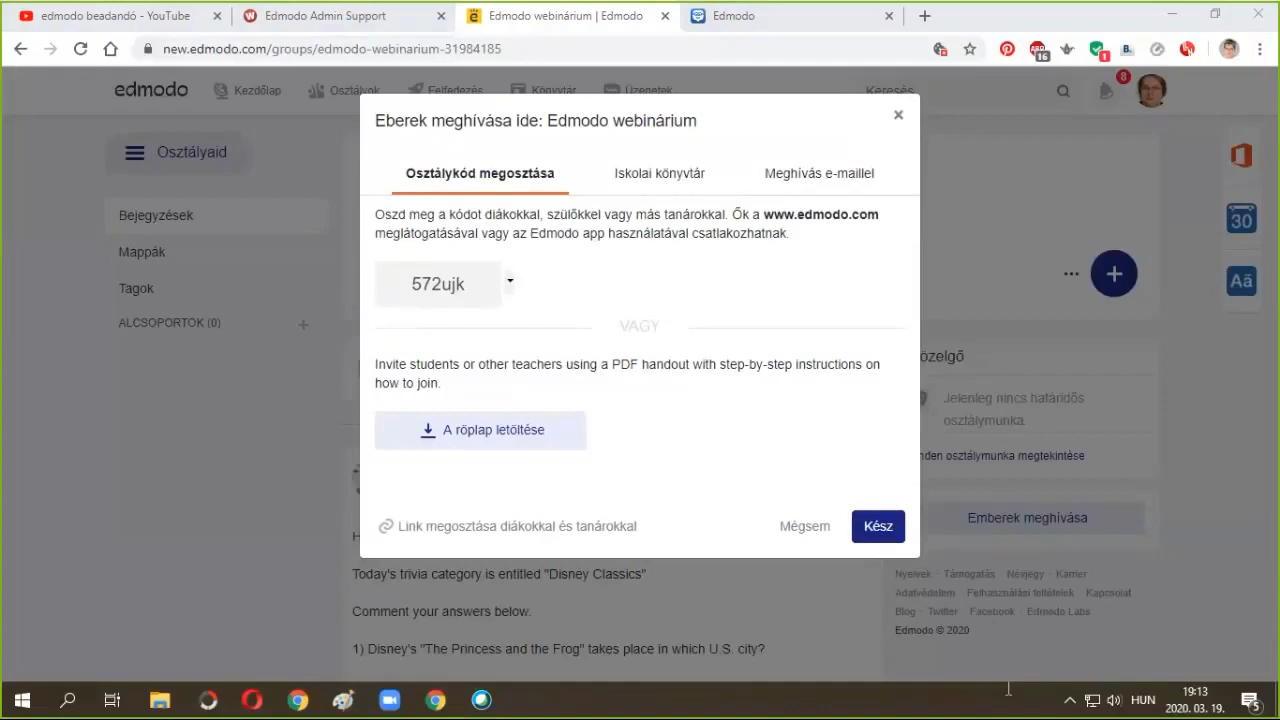 edmodo beadandó - YouTube
Edmodo Admin Support
Edmodo webinárium | Edmodo
Edmodo
new.edmodo.com/groups/edmodo-webinarium-31984185
16
1
edmodo
Kezdőlap
Osztályok
Felfedezés
Könyvtár
Üzenetek
Keresés
8
Eberek meghívása ide: Edmodo webinárium
Osztályaid
Osztálykód megosztása
Iskolai könyvtár
Meghívás e-maillel
Bejegyzések
Oszd meg a kódot diákokkal, szülőkkel vagy más tanárokkal. Ők a www.edmodo.com
meglátogatásával vagy az Edmodo app használatával csatlakozhatnak.
30
Mappák
572ujk
Aä
Tagok
ALCSOPORTOK (0)
VAGY
özelgő
Invite students or other teachers using a PDF handout with step-by-step instructions on
how to join.
Jelenleg nincs határidős
osztálymunka.
A röplap letöltése
nden osztálymunka megtekintése
Link megosztása diákokkal és tanárokkal
Mégsem
Kész
Emberek meghívása
Today's trivia category is entitled "Disney Classics"
Comment your answers below.
1) Disney's "The Princess and the Frog" takes place in which U.S. city?
Nyelvek · Támogatás · Névjegy · Karrier
Adatvédelem · Felhasználási feltételek · Kapcsolat
Blog · Twitter · Facebook · Edmodo Labs
Edmodo © 2020
HUN
19:13
2020. 03. 19.
5